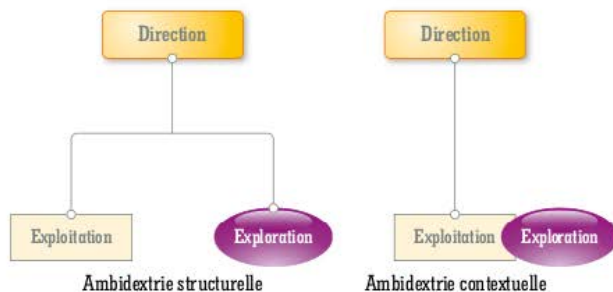 Direction
Direction
Exploitation
Exploration
Exploitation
Exploration
Ambidextrie structurelle
Ambidextrie contextuelle